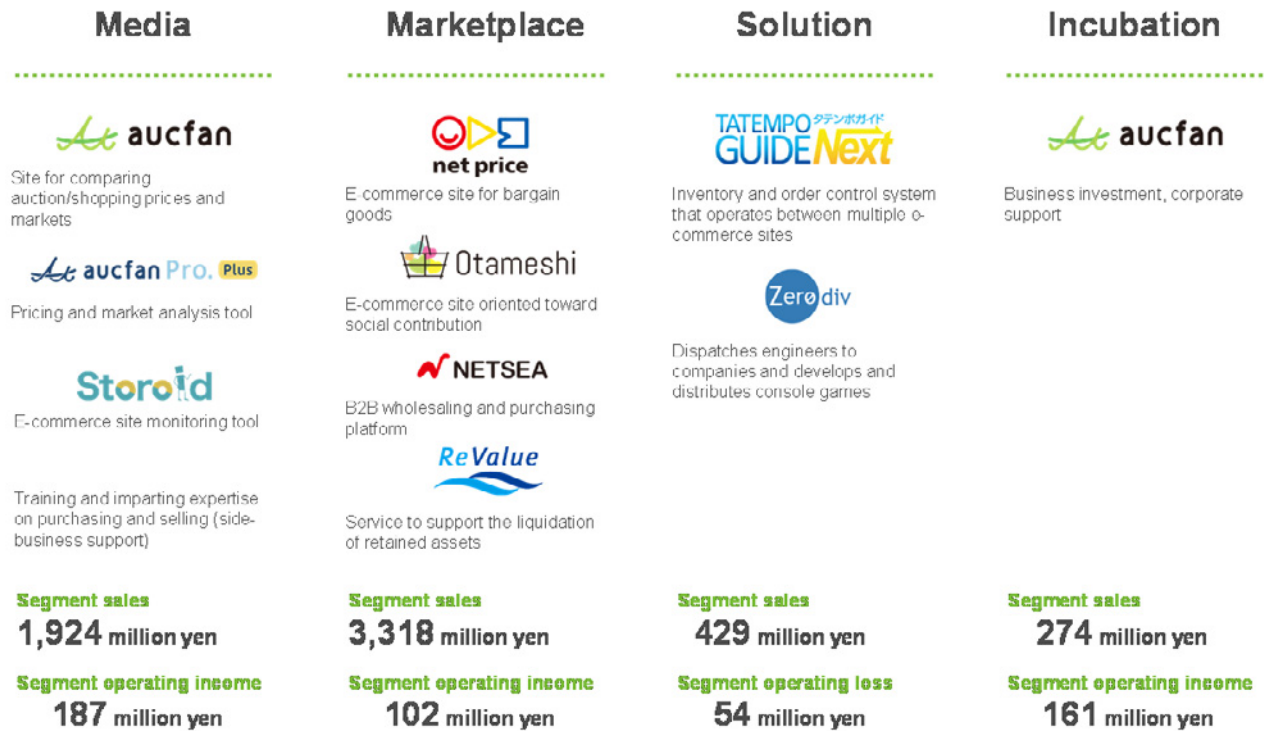 Media
aucfan
Site for comparing
auction/shopping prices and
markets
aucfan Pro. Plus
Pricing and market analysis tool
Storoid
E-commerce site monitoring tool
Training and imparting expertise
on purchasing and selling (side-
business support)
Segment sales
1,924 million yen
Segment operating income
187 million yen
Marketplace
net price
E-commerce site for bargain
goods
Otameshi
E-commerce site oriented toward
social contribution
NETSEA
B2B wholesaling and purchasing
platform
ReValue
Service to support the liquidation
of retained assets
Segment sales
3,318 million yen
Segment operating income
102 million yen
Solution
TATEMPO タテンポガイド
GUIDE Next
Inventory and order control system
that operates between multiple e-
commerce sites
Zerodiv
Dispatches engineers to
companies and develops and
distributes console games
Segment sales
429 million yen
Segment operating loss
54 million yen
Incubation
aucfan
Business investment, corporate
support
Segment sales
274 million yen
Segment operating income
161 million yen